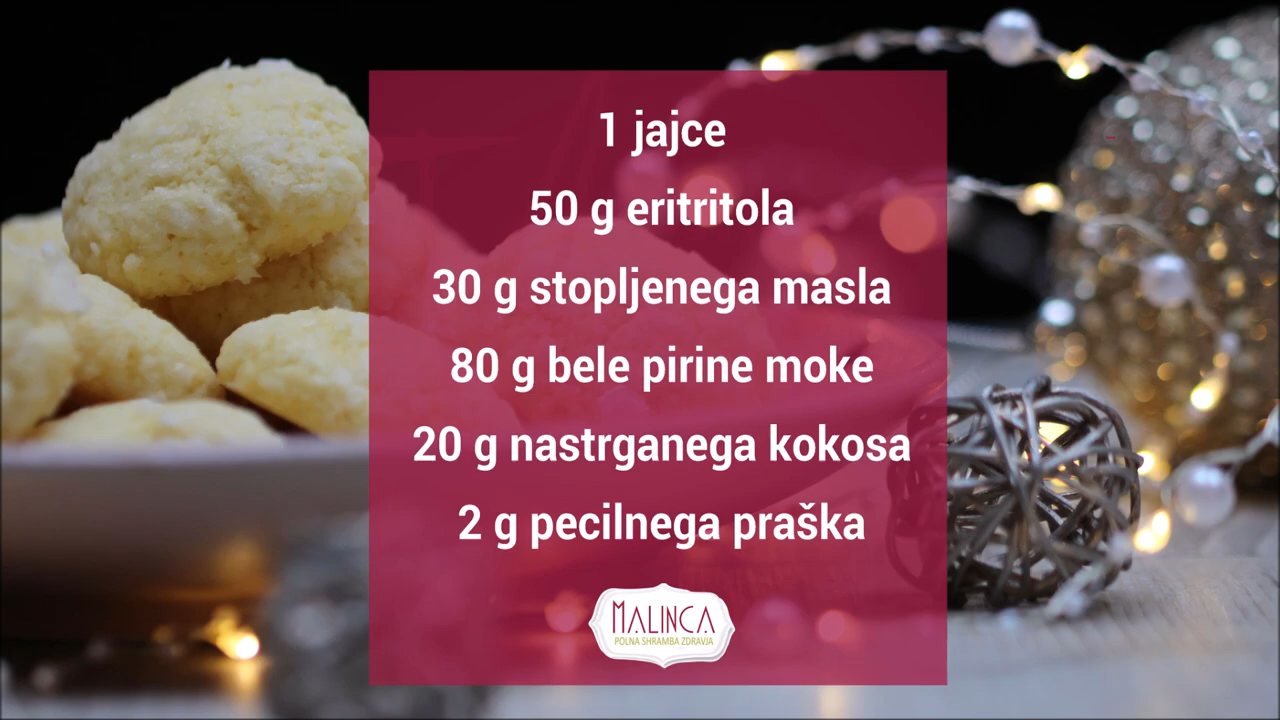 1 jajce
50 g eritritola
30 g stopljenega masla
80 g bele pirine moke
20 g nastrganega kokosa
2 g pecilnega praška
MALINCA
POLNA SHRAMBA ZDRAVJA